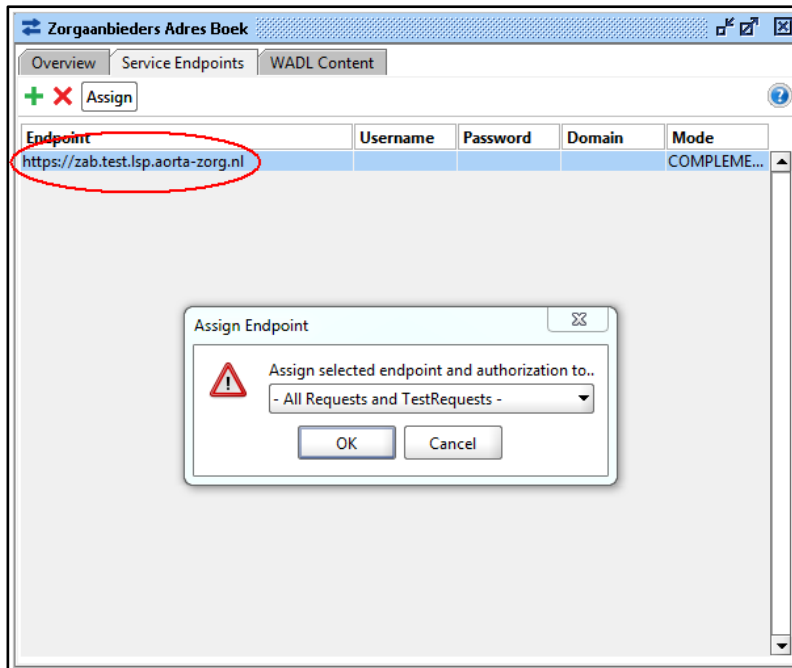 Zorgaanbieders Adres Boek
Overview Service Endpoints WADL Content
Assign
Endpoint Username Password Domain Mode
https://zab.test.lsp.aorta-zorg.nl COMPLEME...
Assign Endpoint
Assign selected endpoint and authorization to..
- All Requests and TestRequests -
OK Cancel